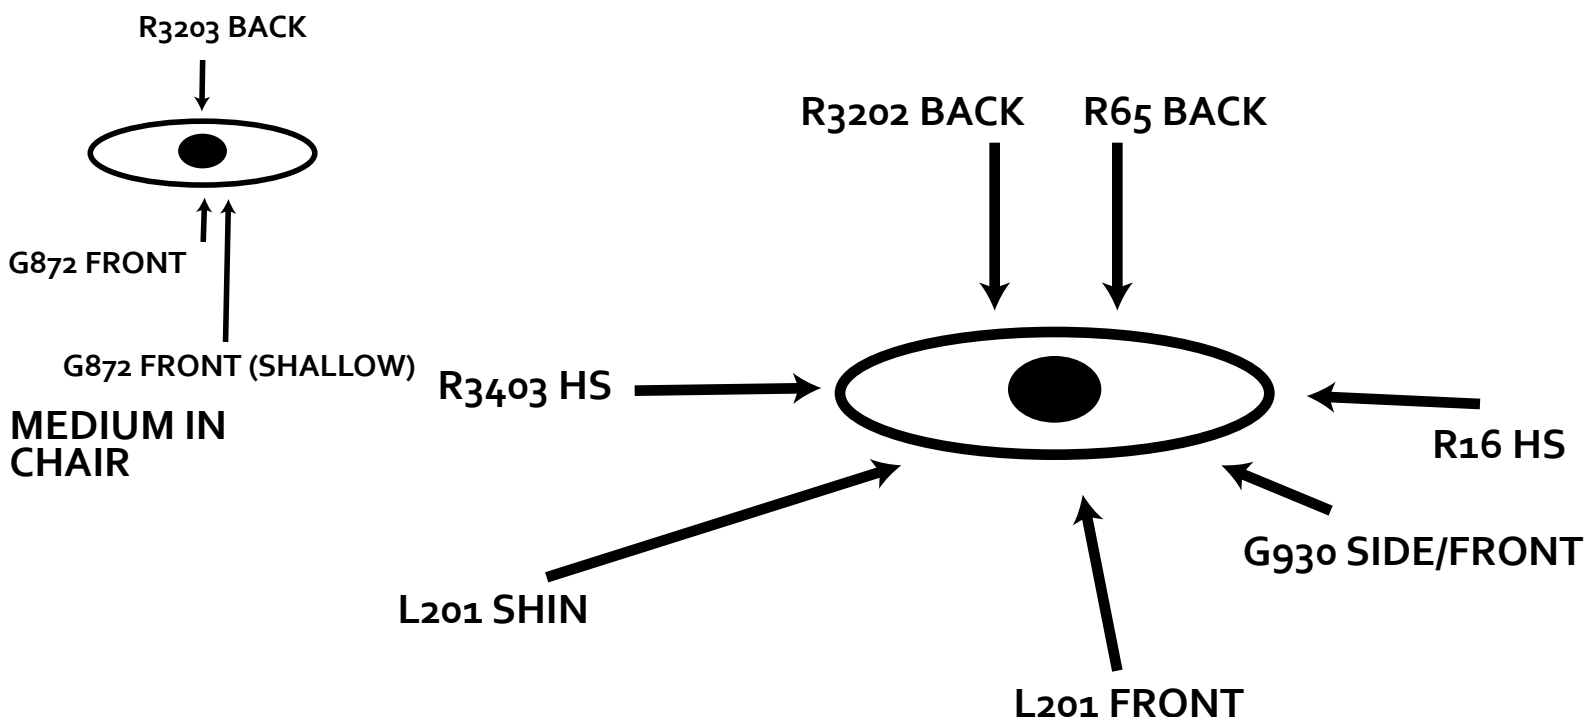 R3203 BACK
G872 FRONT
G872 FRONT (SHALLOW)
MEDIUM IN
CHAIR
R3202 BACK
R65 BACK
R3403 HS
R16 HS
G930 SIDE/FRONT
L201 SHIN
L201 FRONT